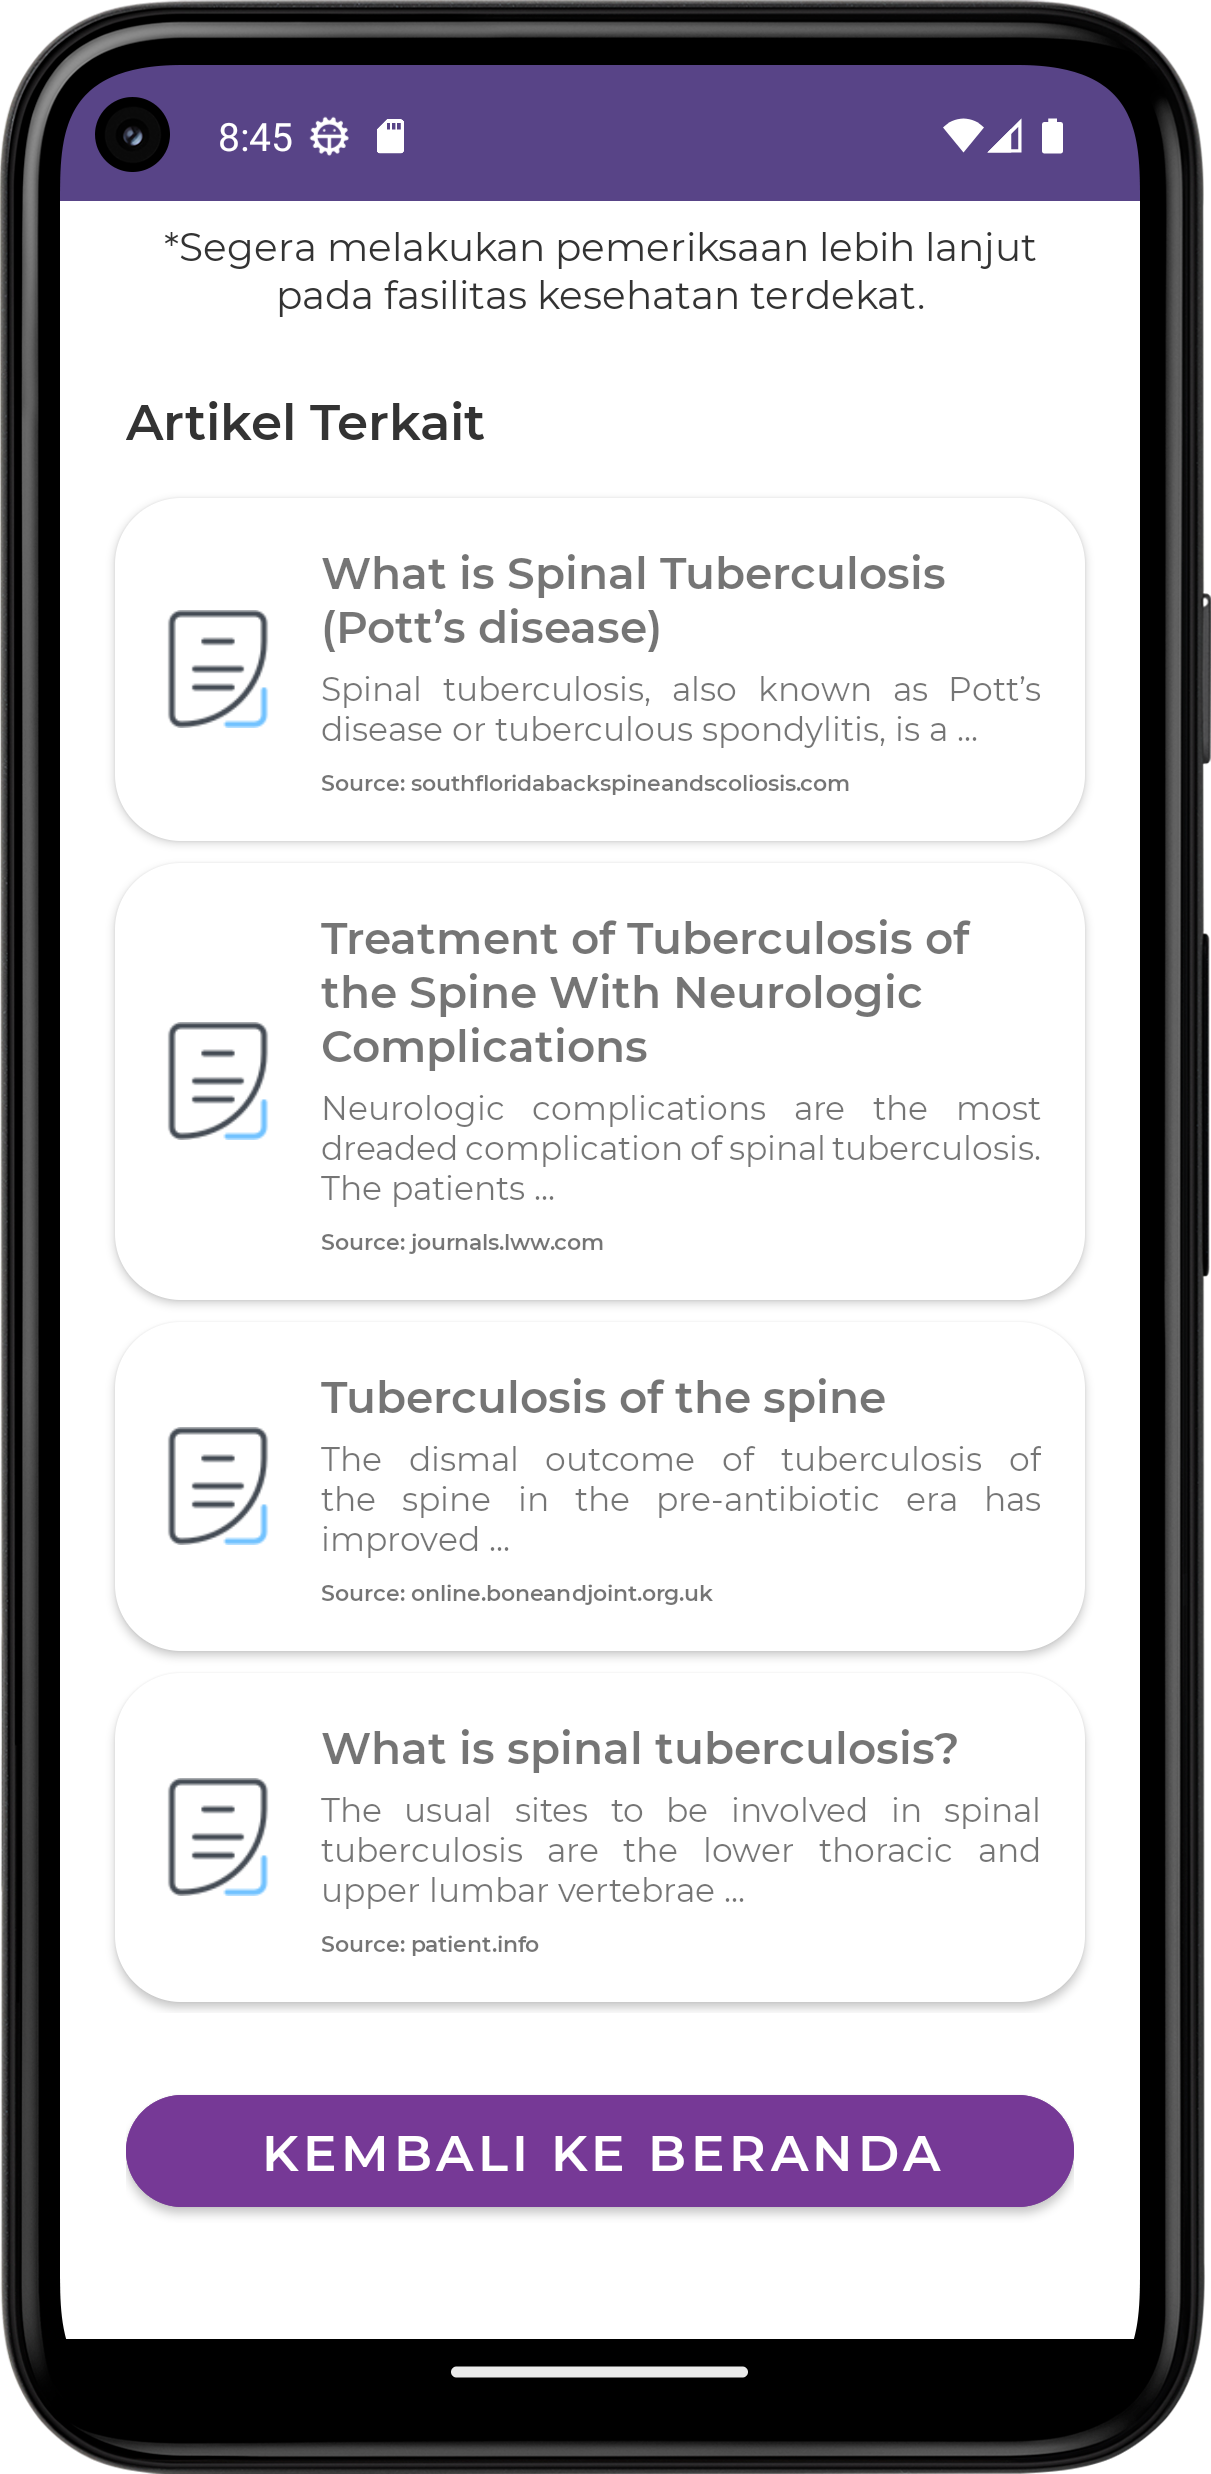 8:45
*Segera melakukan pemeriksaan lebih lanjut
pada fasilitas kesehatan terdekat.
Artikel Terkait
What is Spinal Tuberculosis
(Pott’s disease)
Spinal tuberculosis, also known as Pott’s
disease or tuberculous spondylitis, is a ...
Source: southfloridabackspineandscoliosis.com
Treatment of Tuberculosis of
the Spine With Neurologic
Complications
Neurologic complications are the most
dreaded complication of spinal tuberculosis.
The patients ...
Source: journals.lww.com
Tuberculosis of the spine
The dismal outcome of tuberculosis of
the spine in the pre-antibiotic era has
improved ...
Source: online.boneandjoint.org.uk
What is spinal tuberculosis?
The usual sites to be involved in spinal
tuberculosis are the lower thoracic and
upper lumbar vertebrae ...
Source: patient.info
KEMBALI KE BERANDA